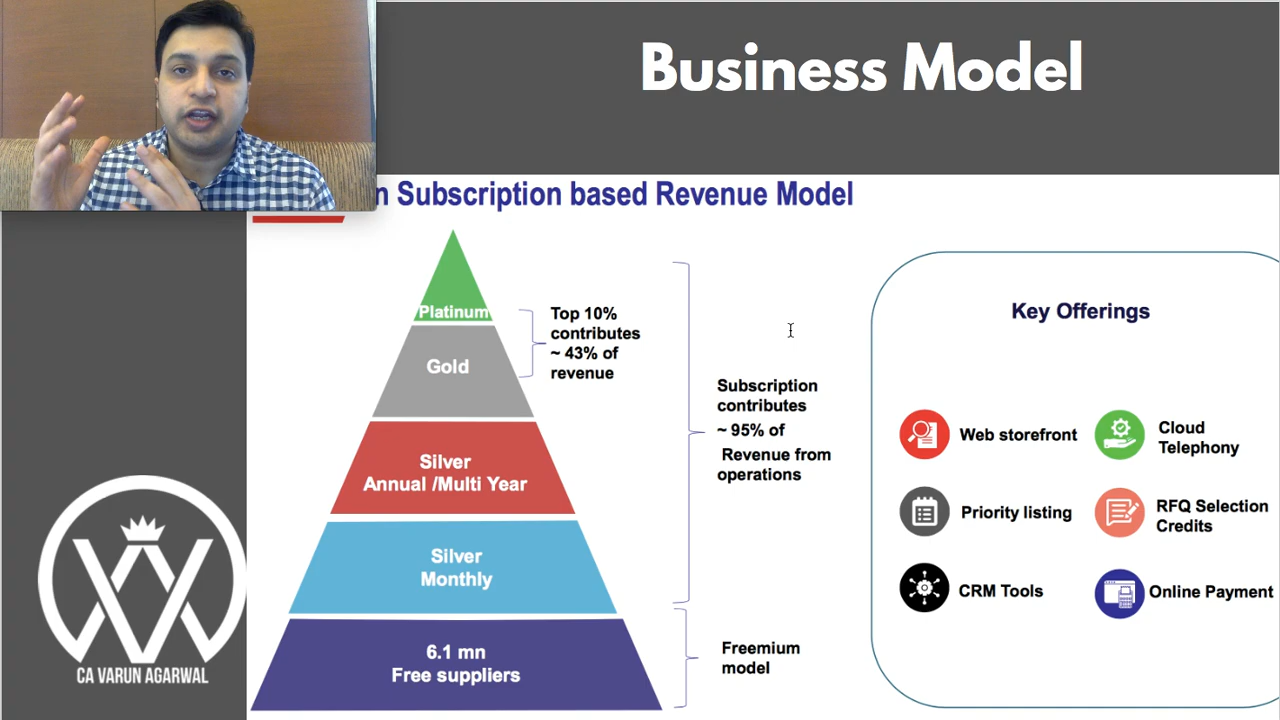 Business Model
n Subscription based Revenue Model
Platinum
Gold
Silver
Annual /Multi Year
Silver
Monthly
6.1 mn
Free suppliers
Top 10%
contributes
~ 43% of
revenue
Subscription
contributes
~ 95% of
Revenue from
operations
Freemium
model
Key Offerings
Web storefront
Cloud
Telephony
Priority listing
RFQ Selection
Credits
CRM Tools
Online Payment
CA VARUN AGARWAL